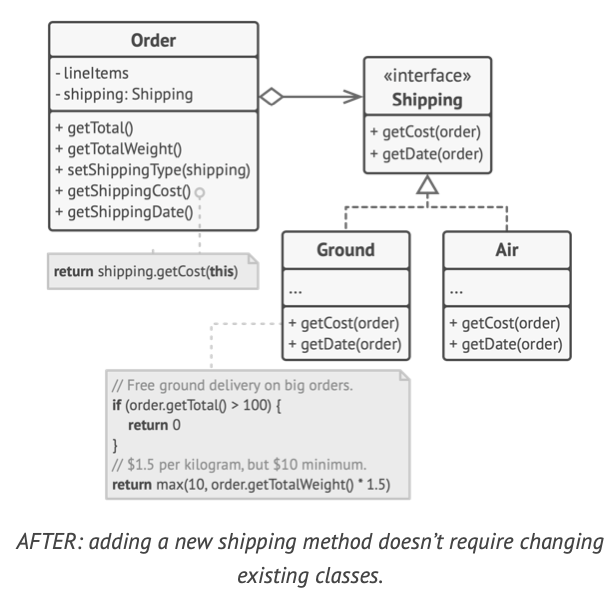 Order
- lineItems
- shipping: Shipping
+ getTotal()
+ getTotalWeight()
+ setShippingType(shipping)
+ getShippingCost()
+ getShippingDate()
return shipping.getCost(this)
«interface»
Shipping
+ getCost(order)
+ getDate(order)
Ground
...
+ getCost(order)
+ getDate(order)
Air
...
+ getCost(order)
+ getDate(order)
// Free ground delivery on big orders.
if (order.getTotal() > 100) {
return 0
}
// $1.5 per kilogram, but $10 minimum.
return max(10, order.getTotalWeight() * 1.5)
AFTER: adding a new shipping method doesn’t require changing
existing classes.